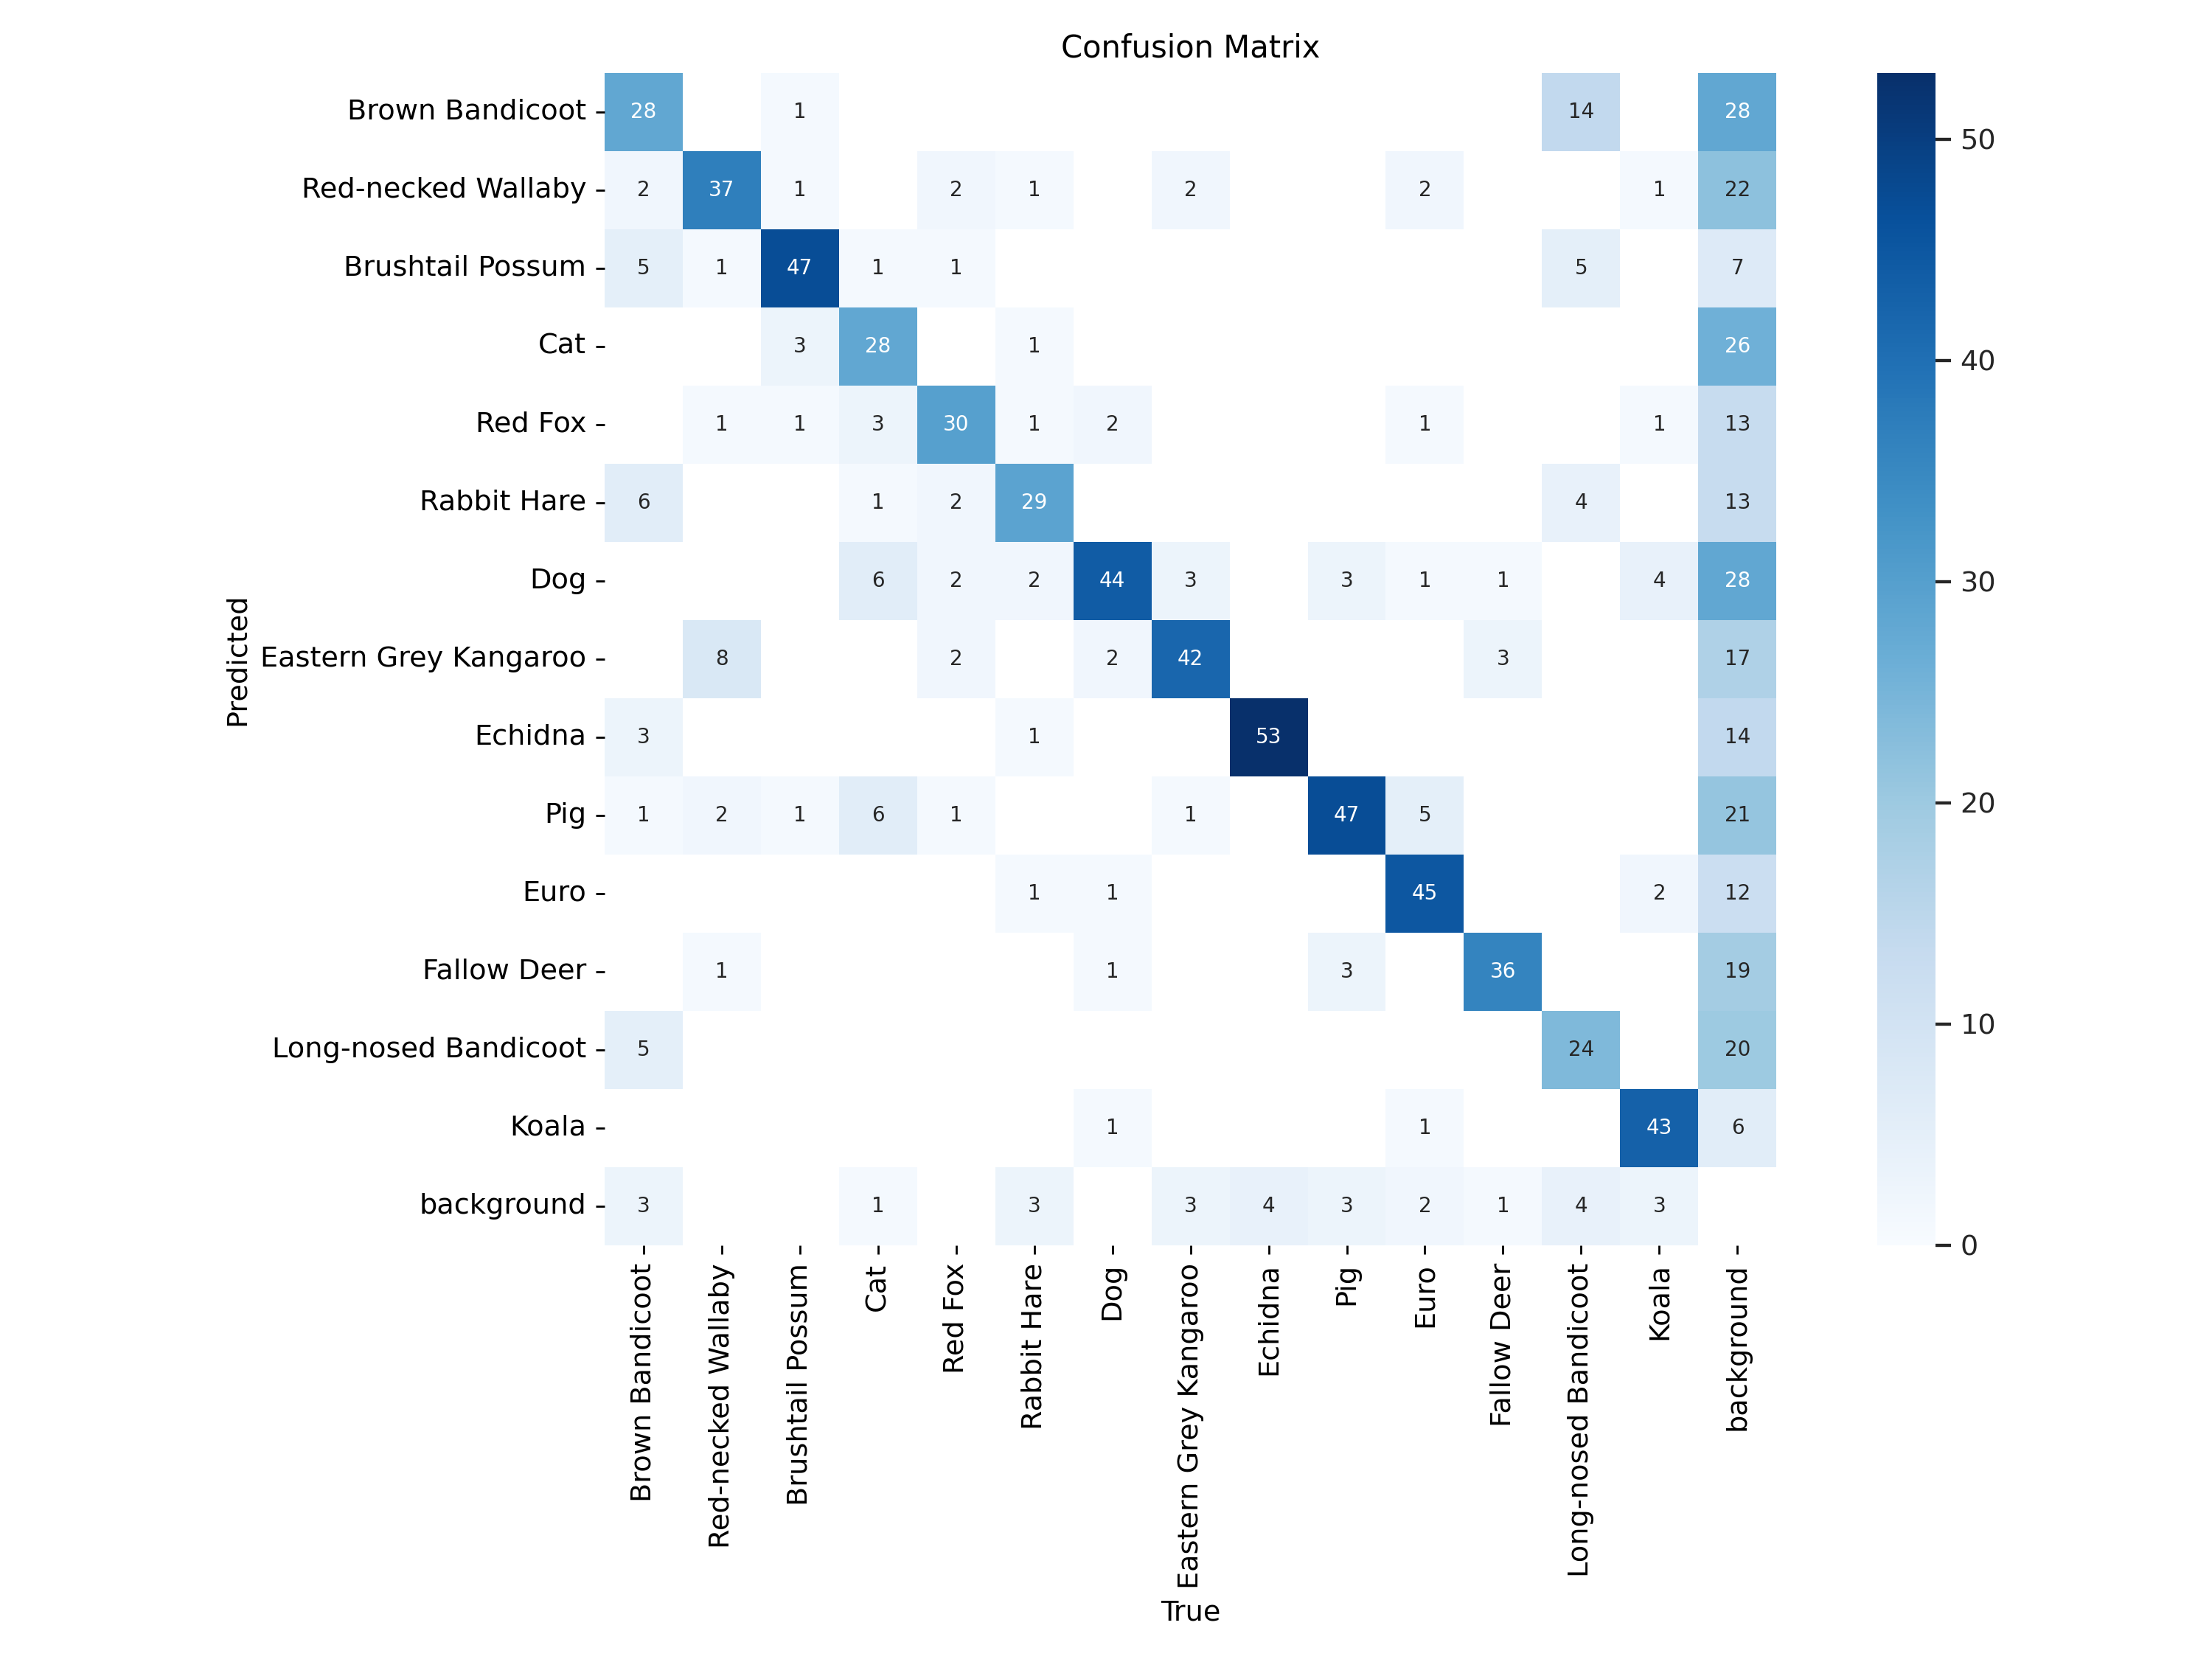 Confusion Matrix
Predicted
Brown Bandicoot 28 1 14 28
Red-necked Wallaby 2 37 1 2 1 2 2 1 22
Brushtail Possum 5 1 47 1 1 5 7
Cat 3 28 1 26
Red Fox 1 1 3 30 1 2 1 1 13
Rabbit Hare 6 1 2 29 4 13
Dog 6 2 2 44 3 3 1 1 4 28
Eastern Grey Kangaroo 8 2 2 42 3 17
Echidna 3 1 53 14
Pig 1 2 1 6 1 1 47 5 21
Euro 1 1 45 2 12
Fallow Deer 1 1 3 36 19
Long-nosed Bandicoot 5 24 20
Koala 1 1 43 6
background 3 1 3 3 4 3 2 1 4 3
Brown Bandicoot
Red-necked Wallaby
Brushtail Possum
Cat
Red Fox
Rabbit Hare
Dog
Eastern Grey Kangaroo
Echidna
Pig
Euro
Fallow Deer
Long-nosed Bandicoot
Koala
background
True
50
40
30
20
10
0